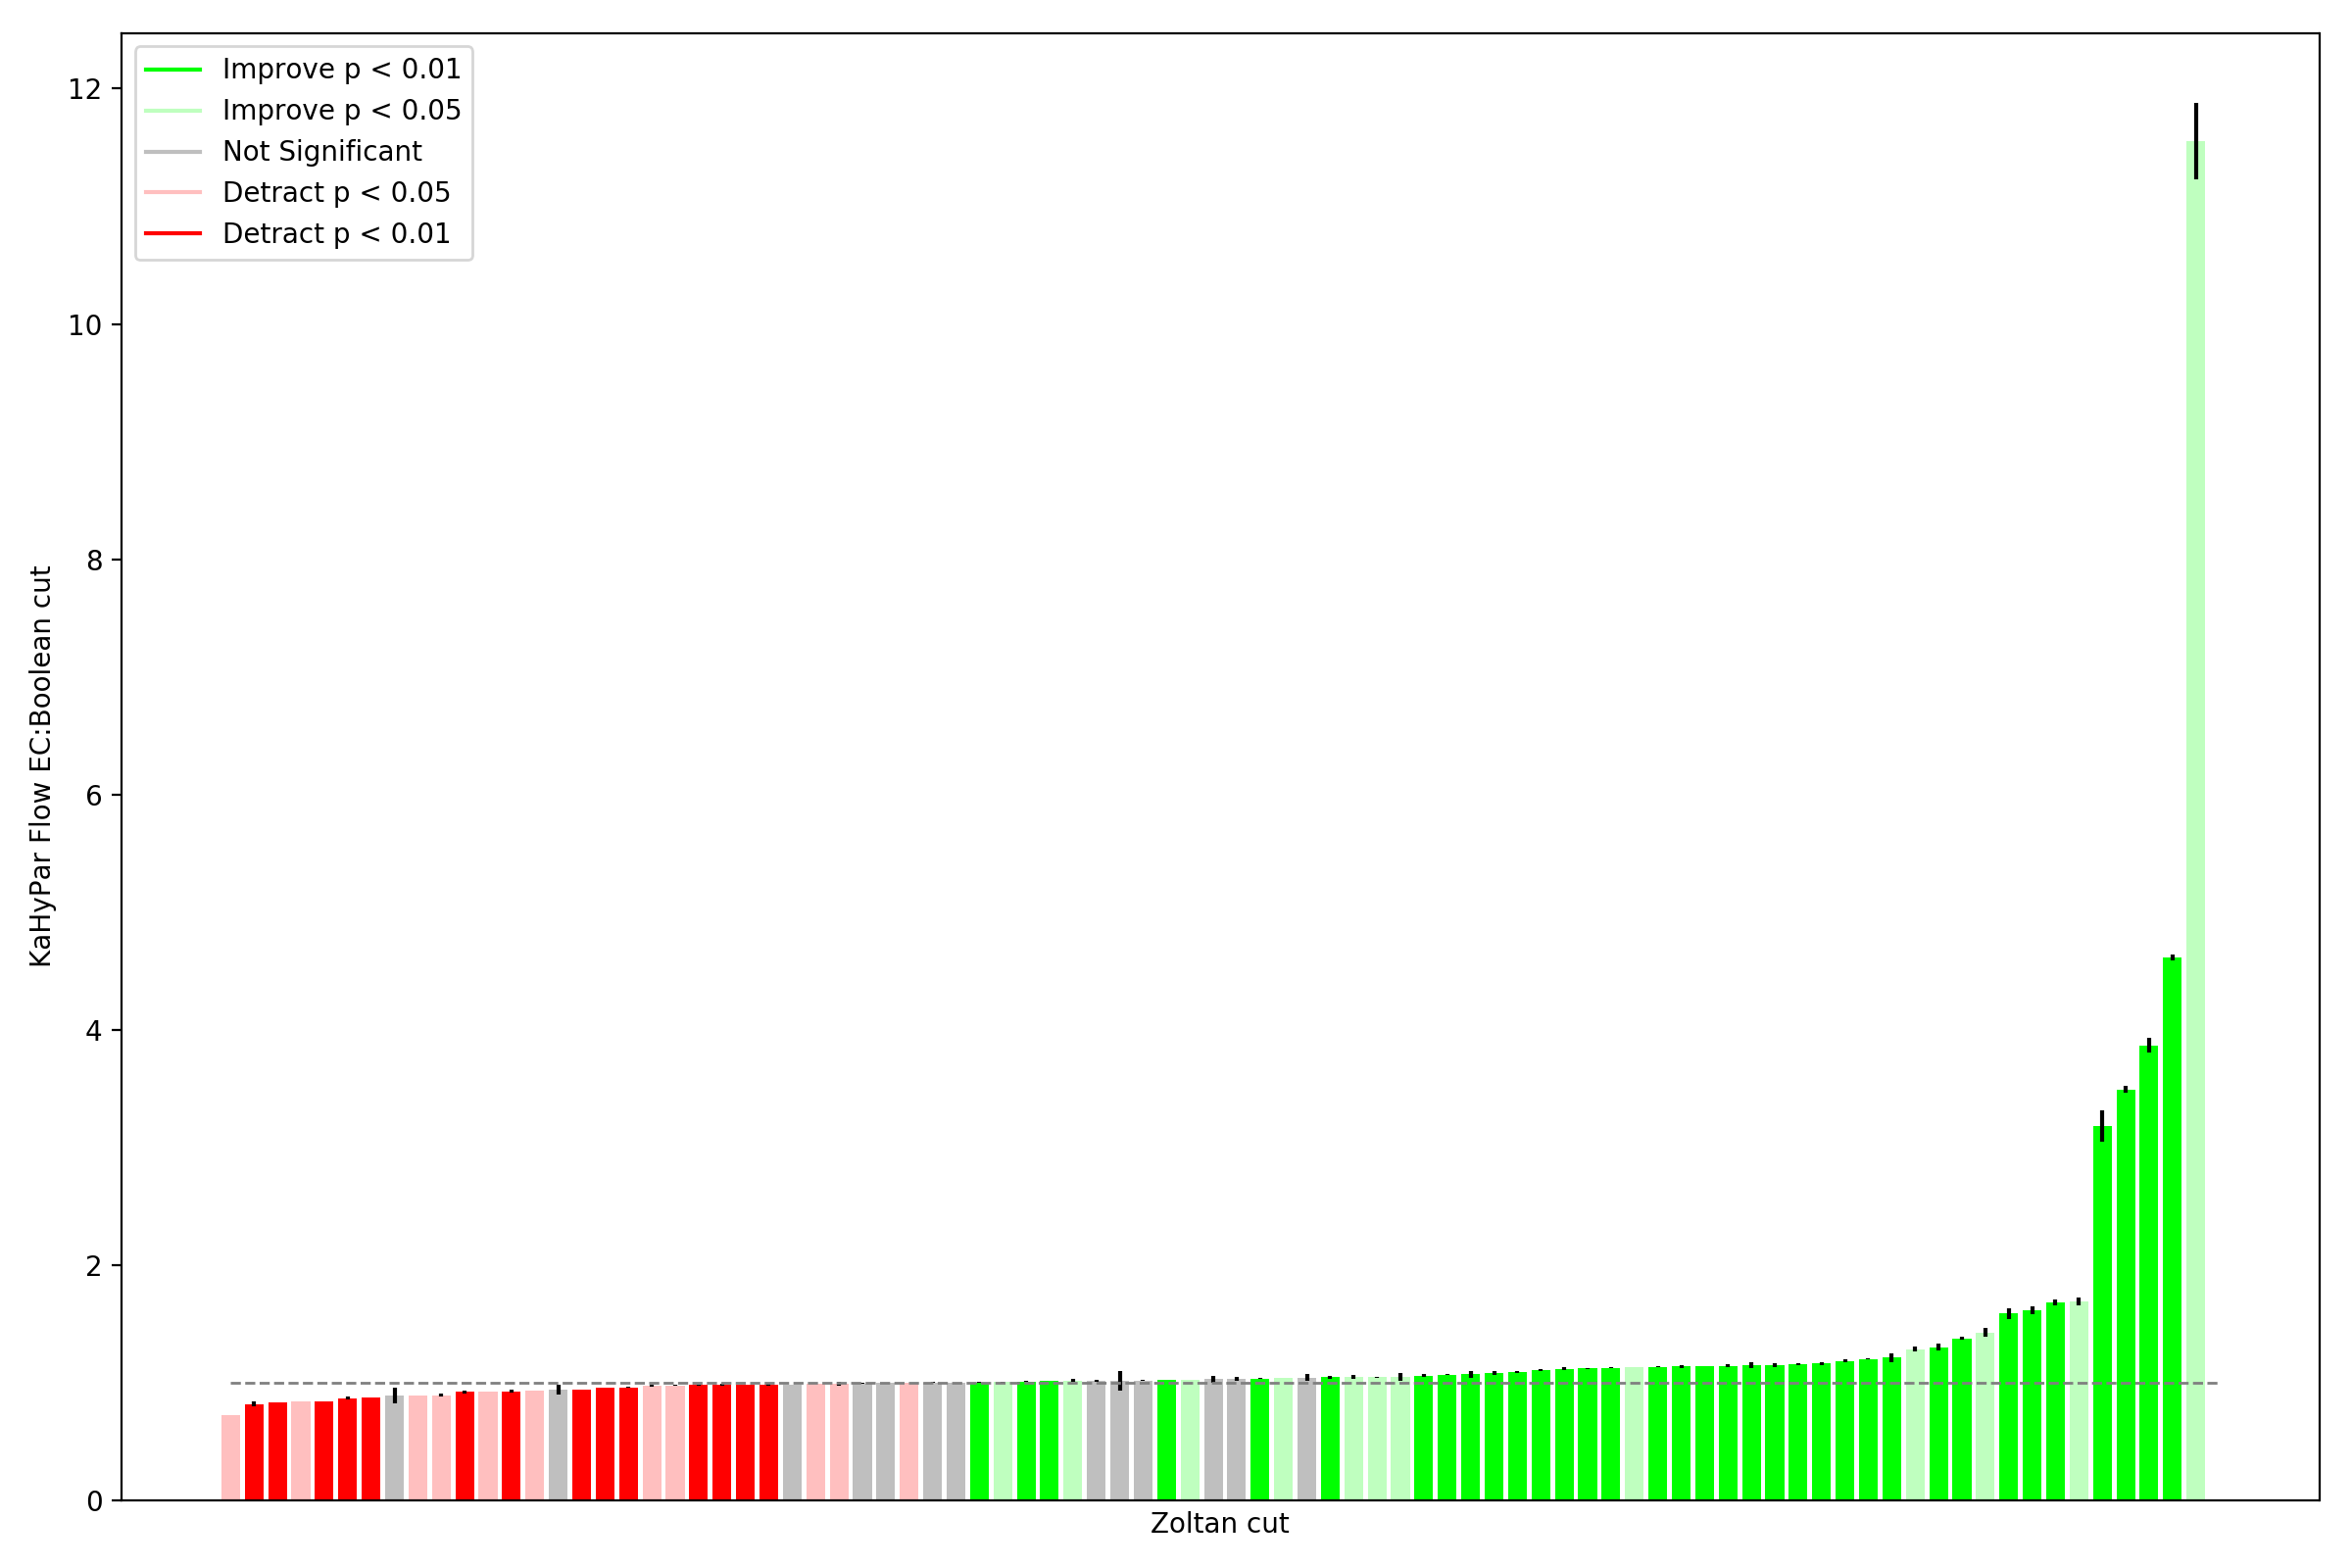 Improve p < 0.01
Improve p < 0.05
Not Significant
Detract p < 0.05
Detract p < 0.01
12
10
8
6
4
2
0
KaHyPar Flow EC:Boolean cut
Zoltan cut